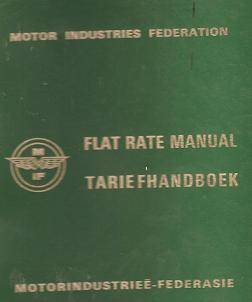 MOTOR INDUSTRIES FEDERATION
FLAT RATE MANUAL
M
IF
TARIEFHANDBOEK
MOTORINDUSTRIEË-FEDERASIE